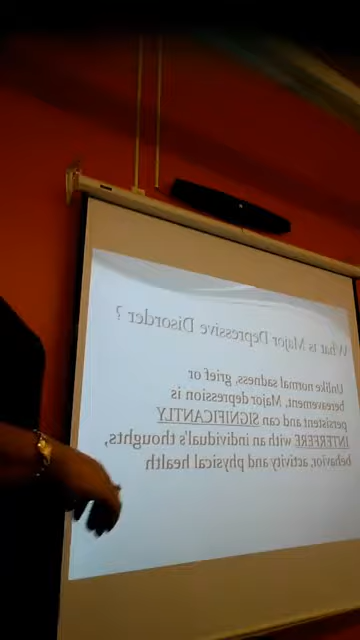 What is Major Depressive Disorder ?
Unlike normal sadness, grief or
bereavement, Major depression is
persistent and can SIGNIFICANTLY
INTERFERE with an individual's thoughts,
behavior, activity and physical health